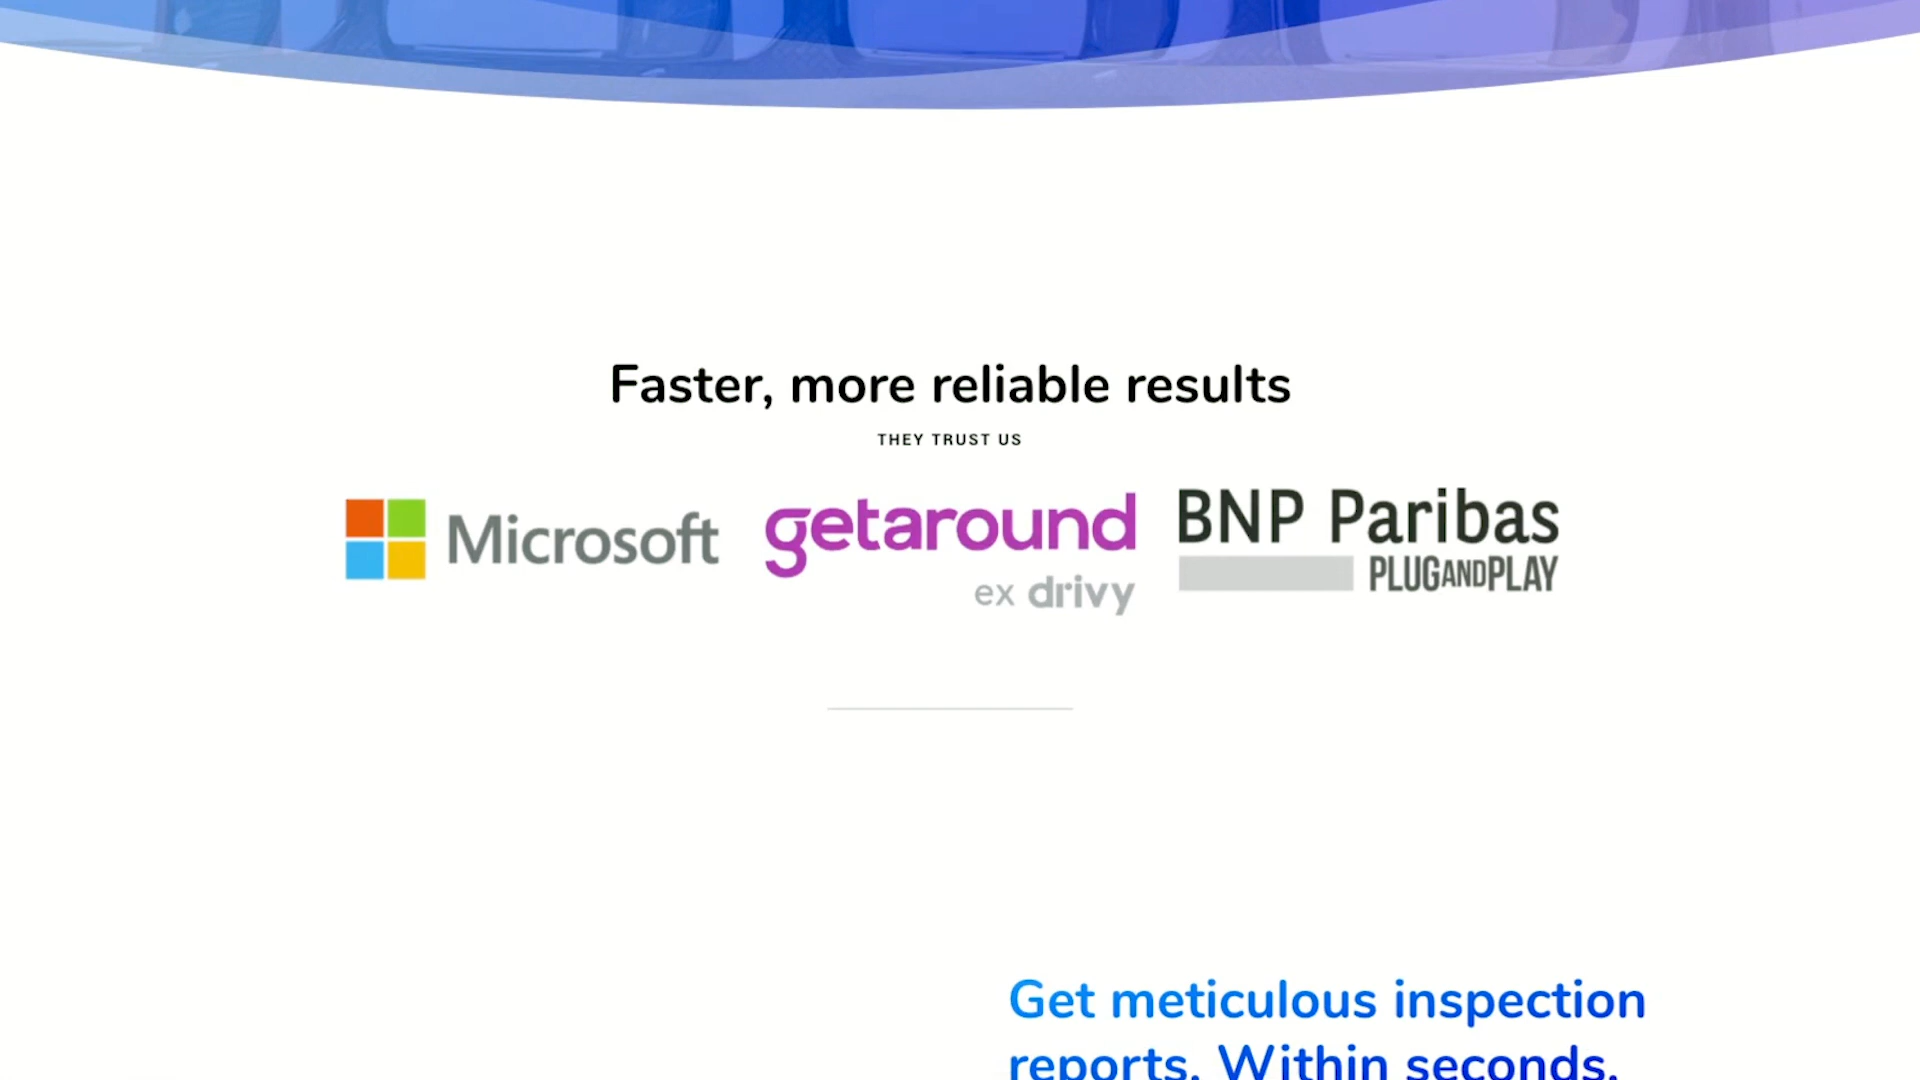 Faster, more reliable results
THEY TRUST US
Microsoft
getaround
ex drivy
BNP Paribas
PLUGANDPLAY
Get meticulous inspection
reports. Within seconds.